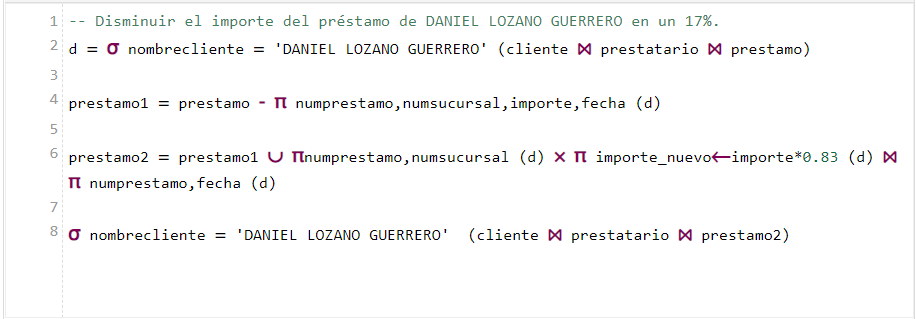 1 -- Disminuir el importe del préstamo de DANIEL LOZANO GUERRERO en un 17%.
2 d = σ nombrecliente = 'DANIEL LOZANO GUERRERO' (cliente ⋈ prestatario ⋈ prestamo)
3
4 prestamo1 = prestamo - π numprestamo,numsucursal,importe,fecha (d)
5
6 prestamo2 = prestamo1 ∪ πnumprestamo,numsucursal (d) × π importe_nuevo←importe*0.83 (d) ⋈
π numprestamo,fecha (d)
7
8 σ nombrecliente = 'DANIEL LOZANO GUERRERO'  (cliente ⋈ prestatario ⋈ prestamo2)